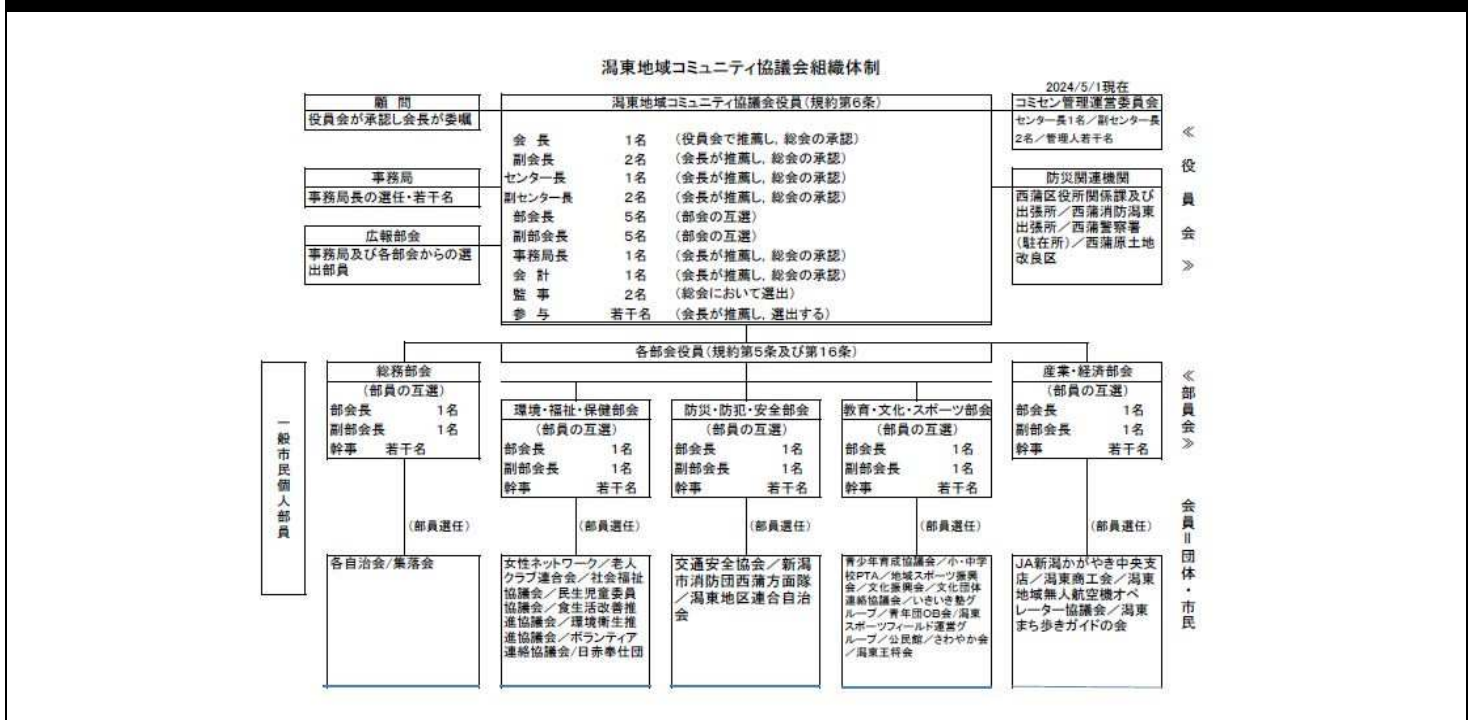 潟東地域コミュニティ協議会組織体制
2024/5/1現在
顧 問
役員会が承認し会長が委嘱
事務局
事務局長の選任・若干名
広報部会
事務局及び各部会からの選
出部員
潟東地域コミュニティ協議会役員(規約第6条)
会 長 1名 (役員会で推薦し、総会の承認)
副会長 2名 (会長が推薦し、総会の承認)
センター長 1名 (会長が推薦し、総会の承認)
副センター長 2名 (会長が推薦し、総会の承認)
部会長 5名 (部会の互選)
副部会長 5名 (部会の互選)
事務局長 1名 (会長が推薦し、総会の承認)
会 計 1名 (会長が推薦し、総会の承認)
監 事 2名 (総会において選出)
参 与 若干名 (会長が推薦し、選出する)
コミセン管理運営委員会
センター長1名/副センター長
2名/管理人若干名
防災関連機関
西蒲区役所関係課及び
出張所/西蒲消防潟東
出張所/西蒲警察署
(駐在所)/西蒲原土地
改良区
≪役員会≫
各部会役員(規約第5条及び第16条)
一般市民個人部員
総務部会
(部員の互選)
部会長 1名
副部会長 1名
幹事 若干名
(部員選任)
各自治会/集落会
環境・福祉・保健部会
(部員の互選)
部会長 1名
副部会長 1名
幹事 若干名
(部員選任)
女性ネットワーク/老人
クラブ連合会/社会福祉
協議会/民生児童委員
協議会/食生活改善推
進協議会/環境衛生推
進協議会/ボランティア
連絡協議会/日赤奉仕団
防災・防犯・安全部会
(部員の互選)
部会長 1名
副部会長 1名
幹事 若干名
(部員選任)
交通安全協会/新潟
市消防団西蒲方面隊
/潟東地区連合自治
会
教育・文化・スポーツ部会
(部員の互選)
部会長 1名
副部会長 1名
幹事 若干名
(部員選任)
青少年育成協議会/小・中学
校PTA/地域スポーツ振興
会/文化振興会/文化団体
連絡協議会/いきいき塾グ
ループ/青年団OB会/潟東
スポーツフィールド運営グ
ループ/公民館/さわやか会
/潟東王将会
産業・経済部会
(部員の互選)
部会長 1名
副部会長 1名
幹事 若干名
(部員選任)
JA新潟かがやき中央支
店/潟東商工会/潟東
地域無人航空機オペ
レーター協議会/潟東
まち歩きガイドの会
≪部員会≫
会員＝団体・市民